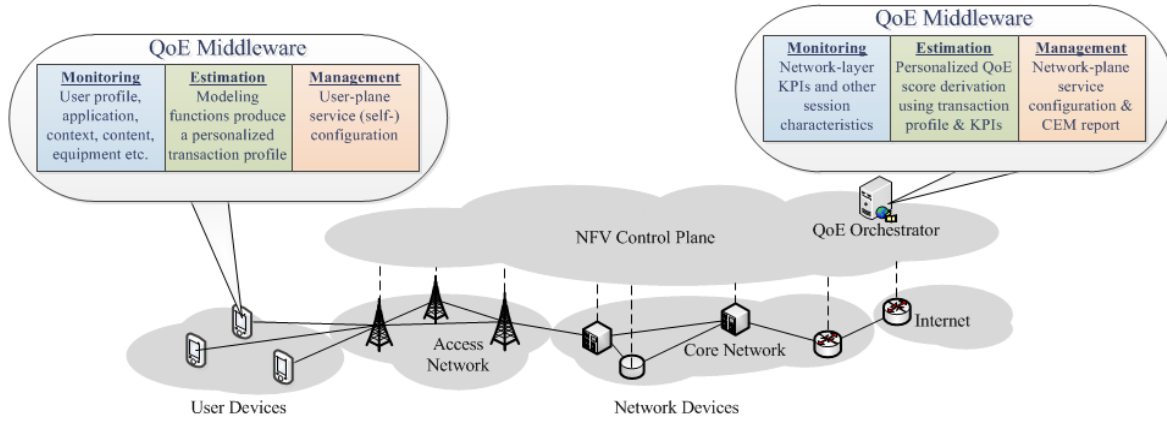 QoE Middleware
Monitoring
User profile,
application,
context, content,
equipment etc.
Estimation
Modeling
functions produce
a personalized
transaction profile
Management
User-plane
service (self-)
configuration
QoE Middleware
Monitoring
Network-layer
KPIs and other
session
characteristics
Estimation
Personalized QoE
score derivation
using transaction
profile & KPIs
Management
Network-plane
service
configuration &
CEM report
NFV Control Plane
QoE Orchestrator
Access
Network
Core Network
Internet
User Devices
Network Devices